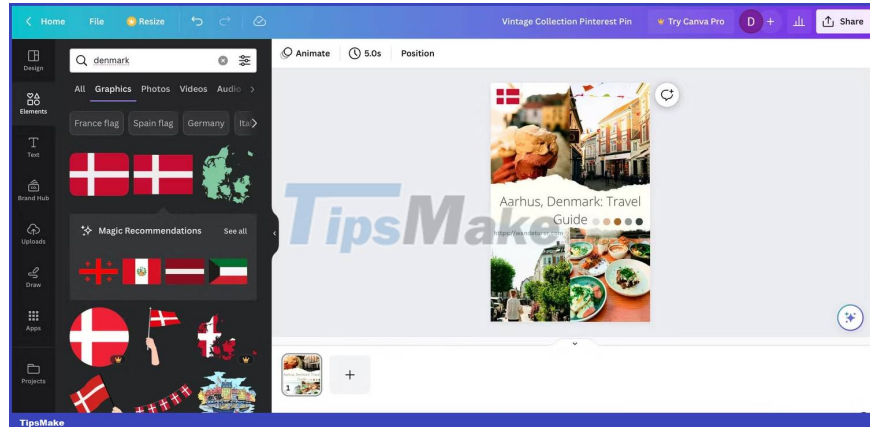 Home File Resize Vintage Collection Pinterest Pin Try Canva Pro D + Share
Design
Elements
Text
Brand Hub
Uploads
Draw
Apps
Projects
denmark
All Graphics Photos Videos Audio
France flag Spain flag Germany
Magic Recommendations See all
Animate 5.0s Position
Aarhus, Denmark: Travel
Guide
TipsMake
1
+
TipsMake